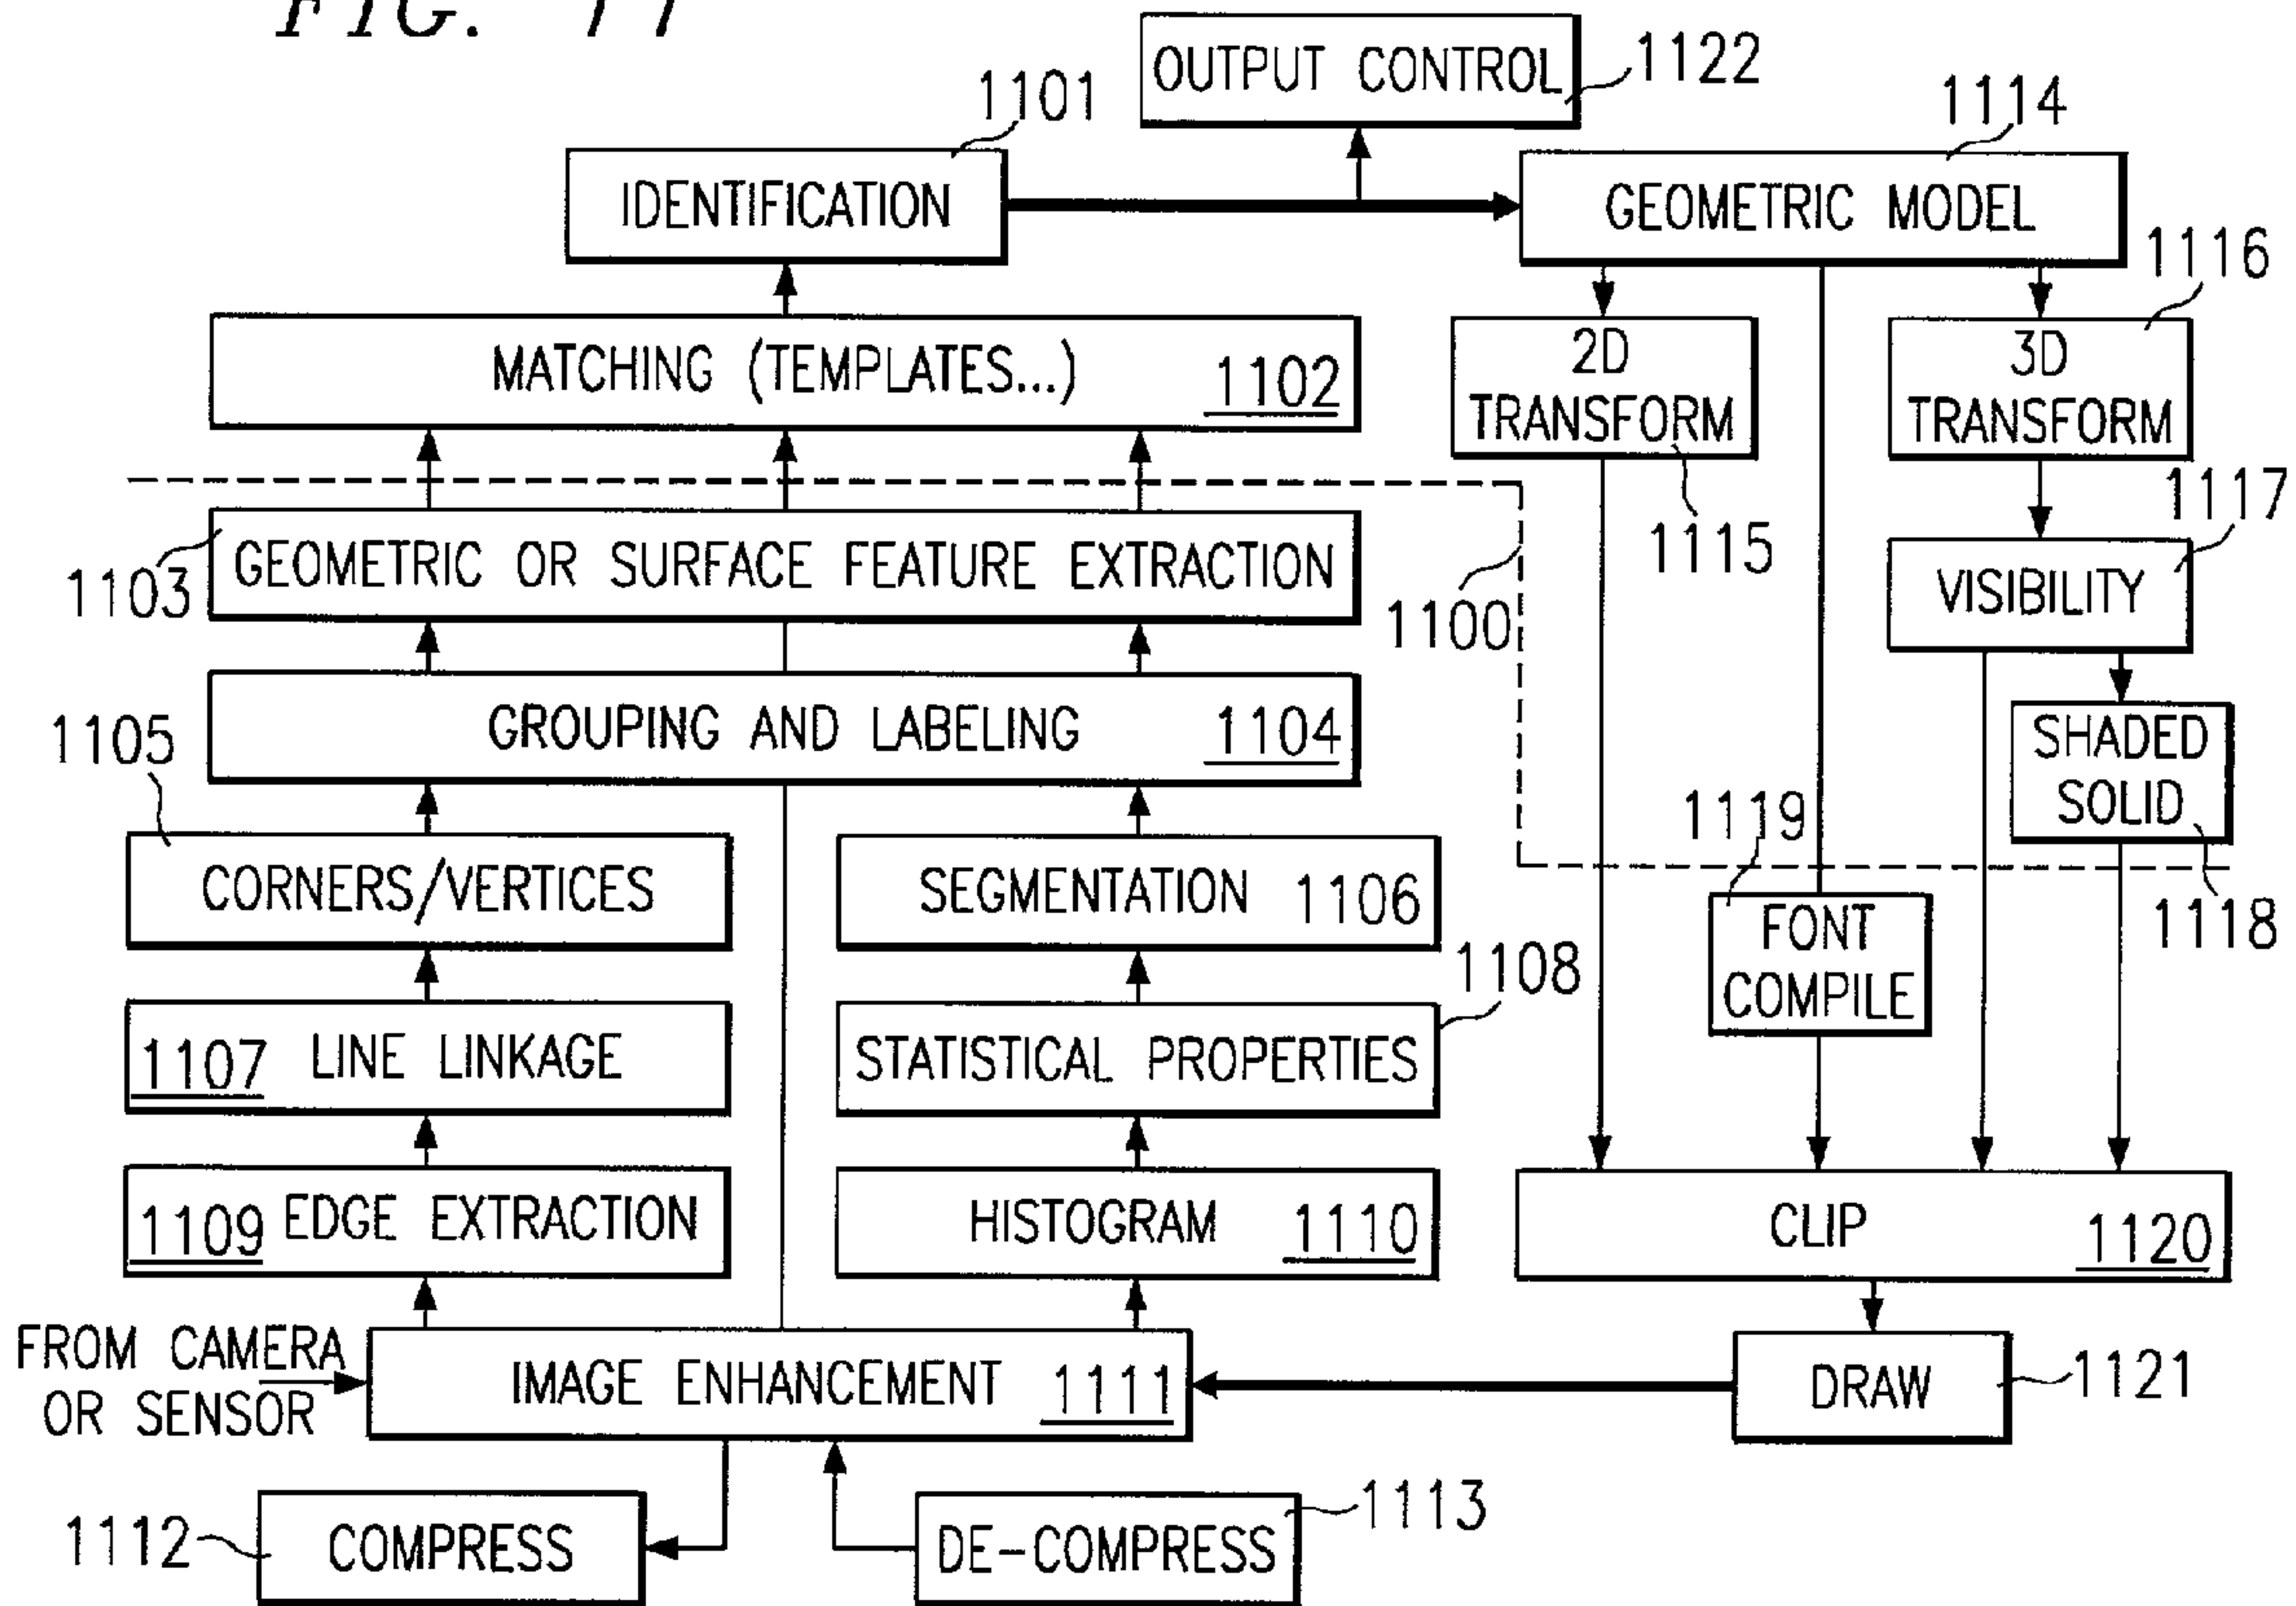 FIG. 11
OUTPUT CONTROL
1122
1101
1114
IDENTIFICATION
GEOMETRIC MODEL
1116
MATCHING (TEMPLATES...) 1102
2D
TRANSFORM
3D
TRANSFORM
1115
1117
1103
GEOMETRIC OR SURFACE FEATURE EXTRACTION
1100
VISIBILITY
1105
GROUPING AND LABELING 1104
SHADED
SOLID
1119
CORNERS/VERTICES
SEGMENTATION 1106
FONT
COMPILE
1118
1108
1107 LINE LINKAGE
STATISTICAL PROPERTIES
1109 EDGE EXTRACTION
HISTOGRAM 1110
CLIP 1120
FROM CAMERA
OR SENSOR
IMAGE ENHANCEMENT 1111
DRAW
1121
1112
COMPRESS
DE-COMPRESS
1113